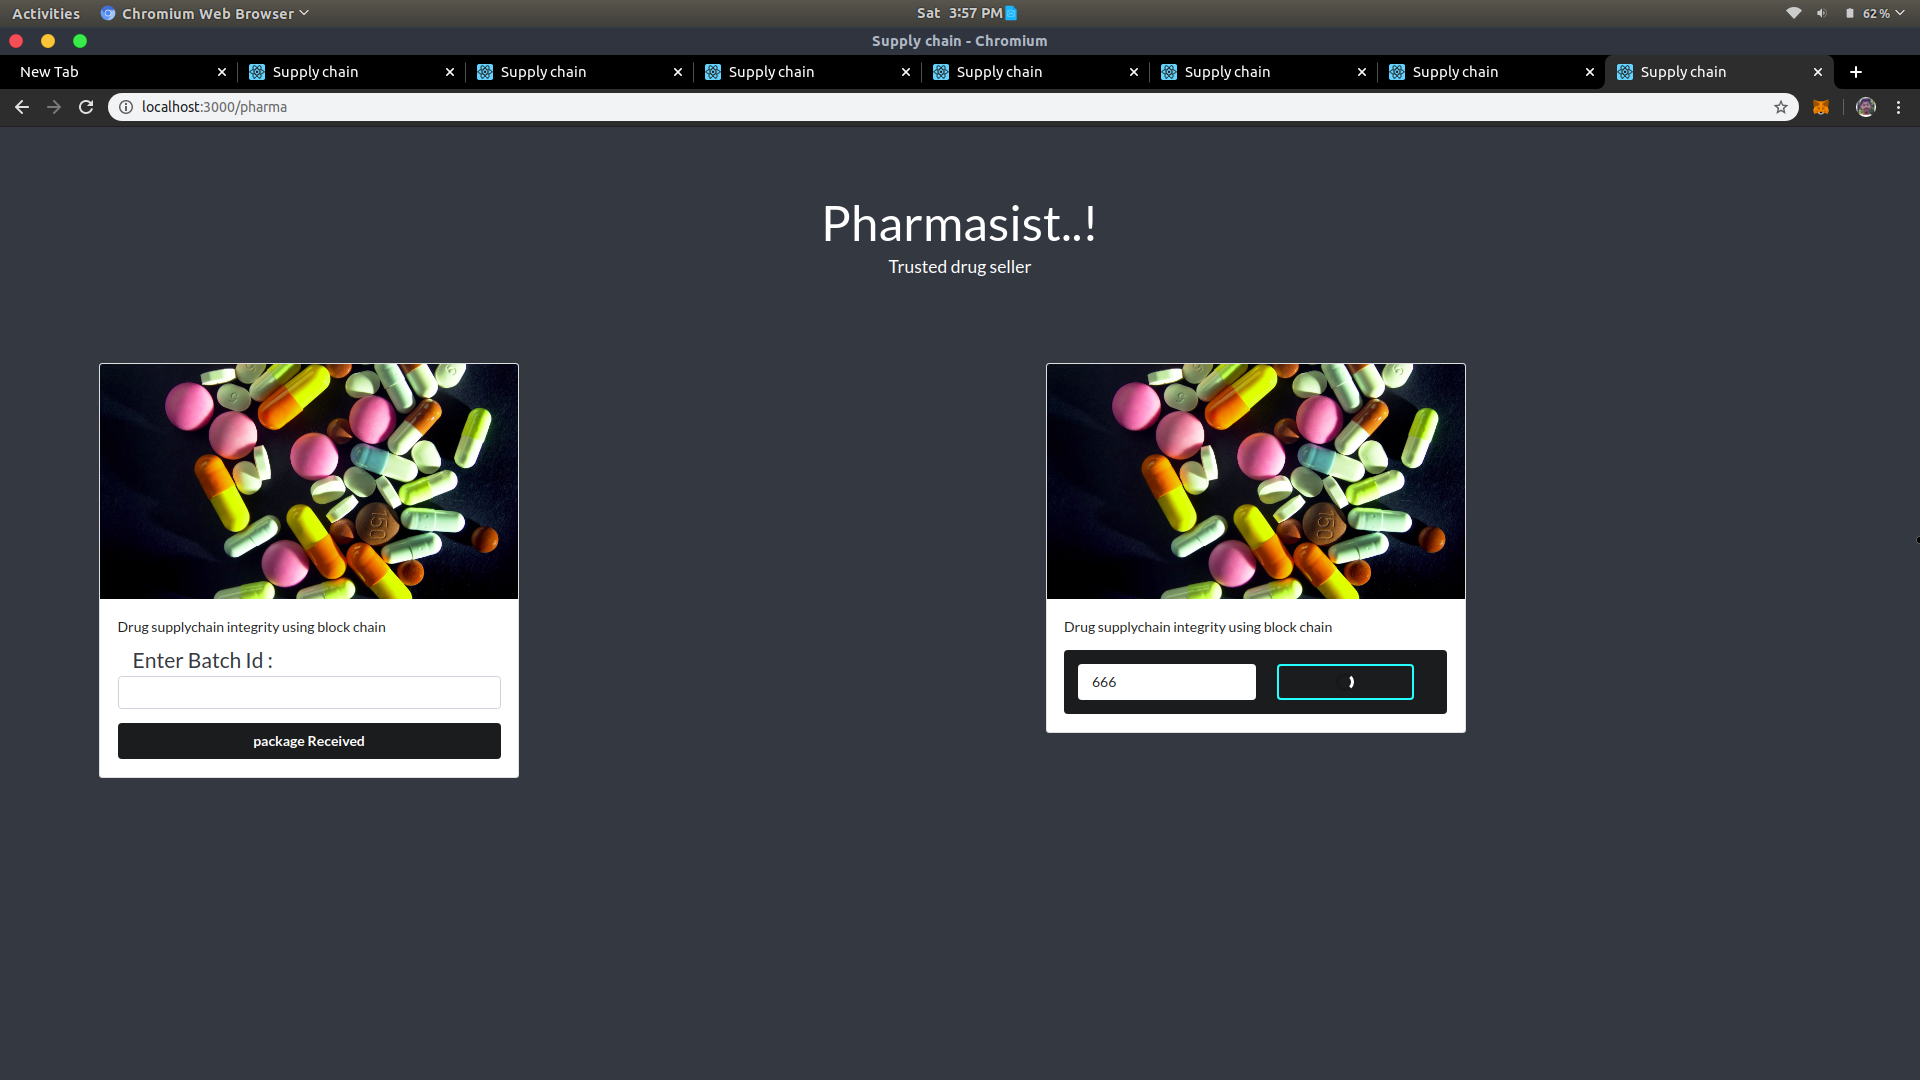 Activities
Chromium Web Browser
Sat 3:57 PM
62 %
Supply chain - Chromium
New Tab
Supply chain
Supply chain
Supply chain
Supply chain
Supply chain
Supply chain
Supply chain
localhost:3000/pharma
Pharmasist..!
Trusted drug seller
150
Drug supplychain integrity using block chain
Enter Batch Id :
package Received
150
Drug supplychain integrity using block chain
666